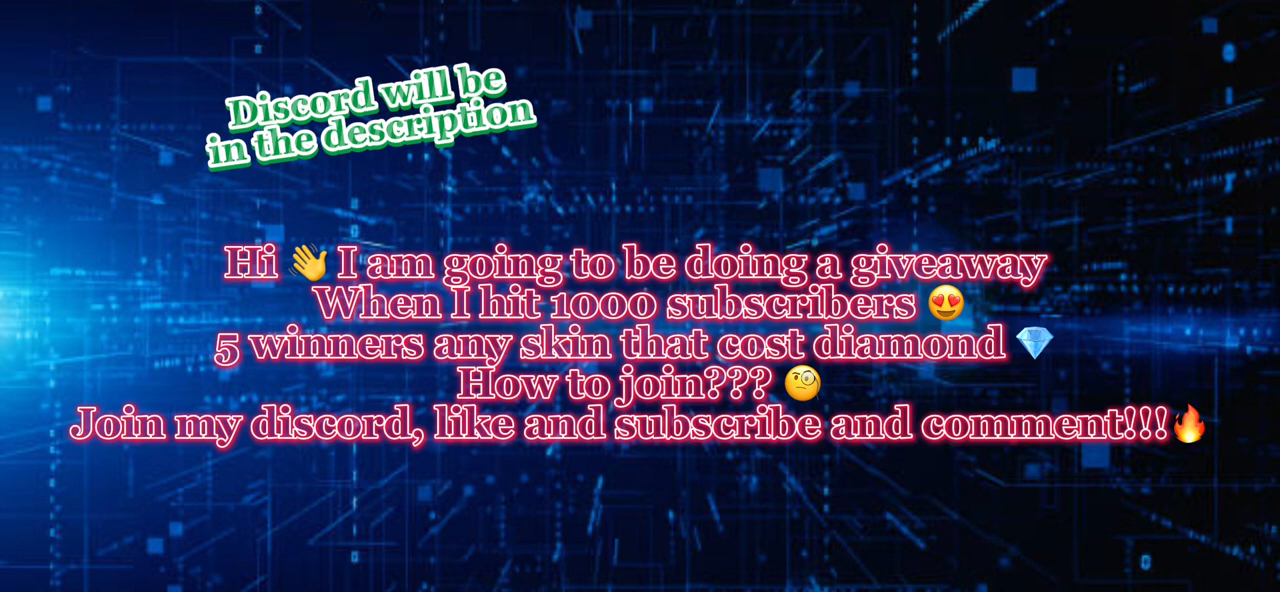 Discord will be
in the description
Hi 👋 I am going to be doing a giveaway
When I hit 1000 subscribers 😍
5 winners any skin that cost diamond 💎
How to join??? 🧐
Join my discord, like and subscribe and comment!!!🔥